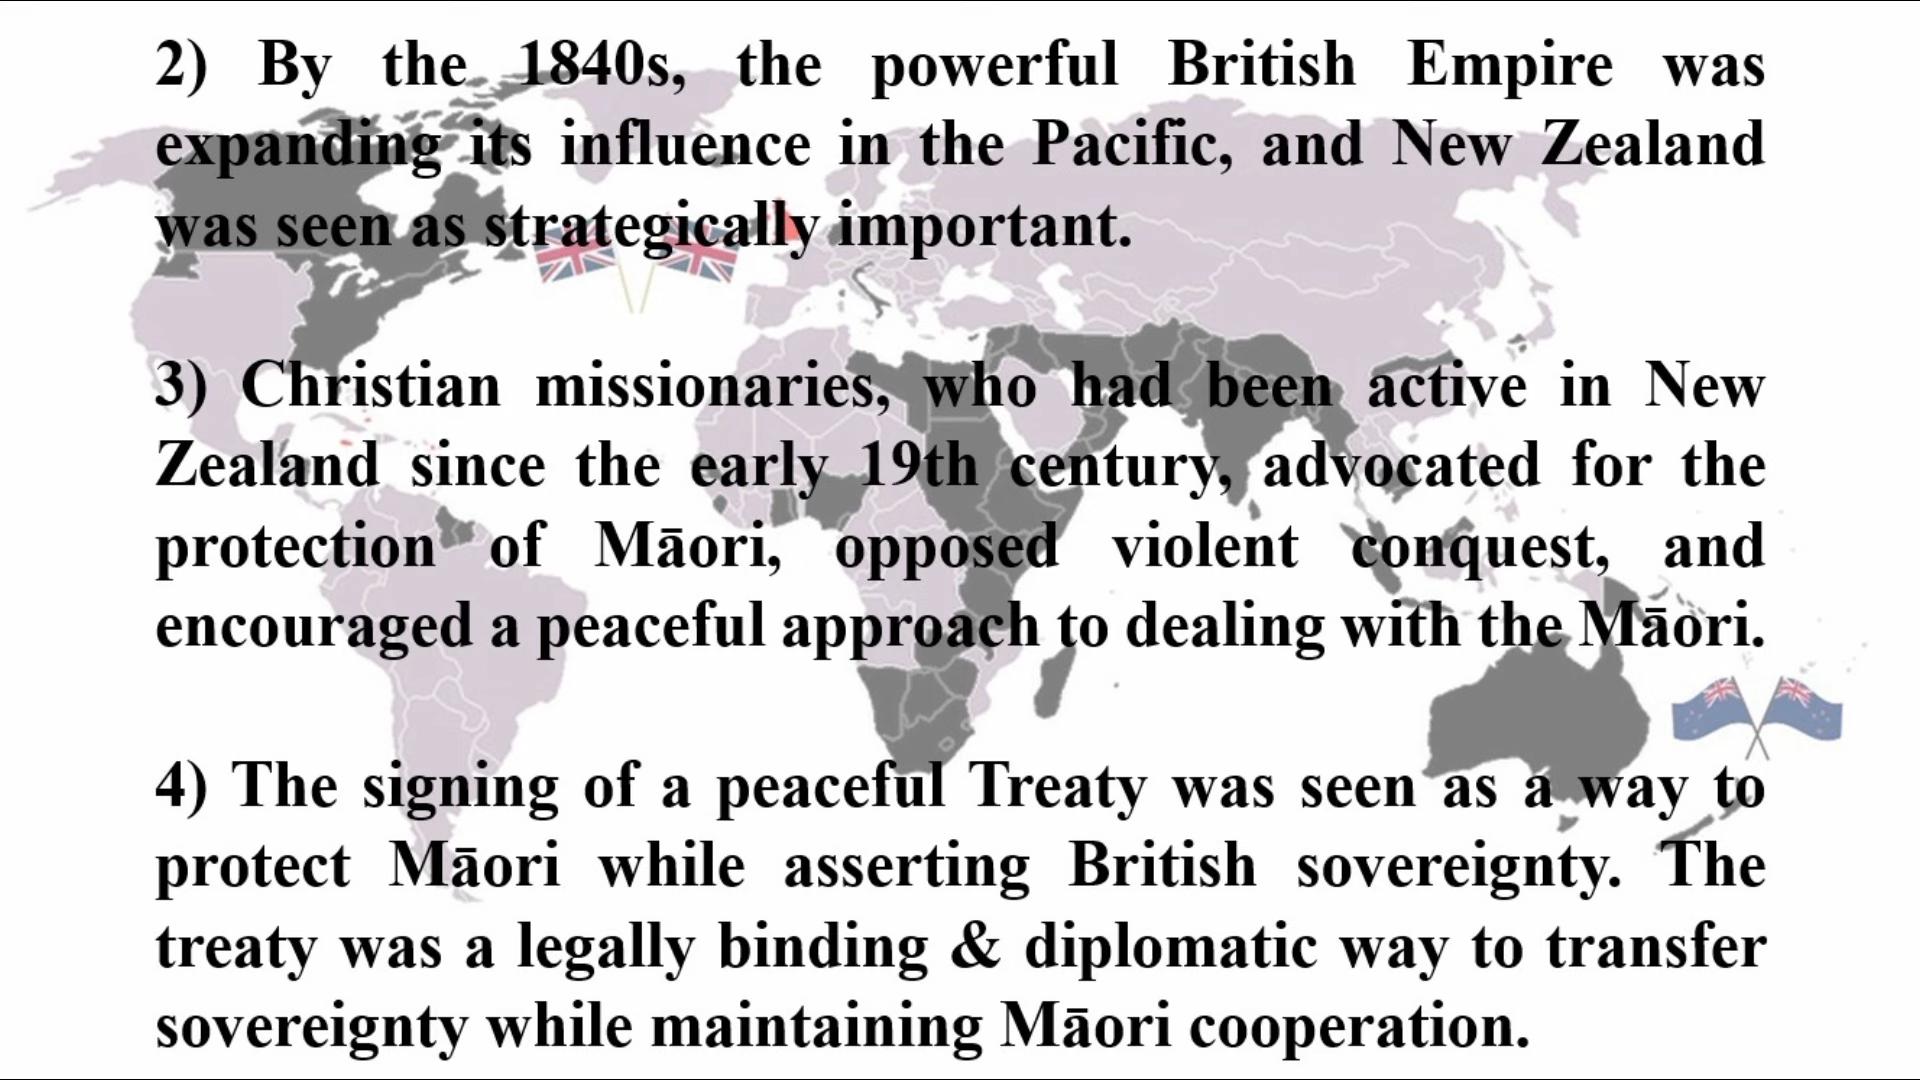 2) By the 1840s, the powerful British Empire was
expanding its influence in the Pacific, and New Zealand
was seen as strategically important.
3) Christian missionaries, who had been active in New
Zealand since the early 19th century, advocated for the
protection of Māori, opposed violent conquest, and
encouraged a peaceful approach to dealing with the Māori.
4) The signing of a peaceful Treaty was seen as a way to
protect Māori while asserting British sovereignty. The
treaty was a legally binding & diplomatic way to transfer
sovereignty while maintaining Māori cooperation.